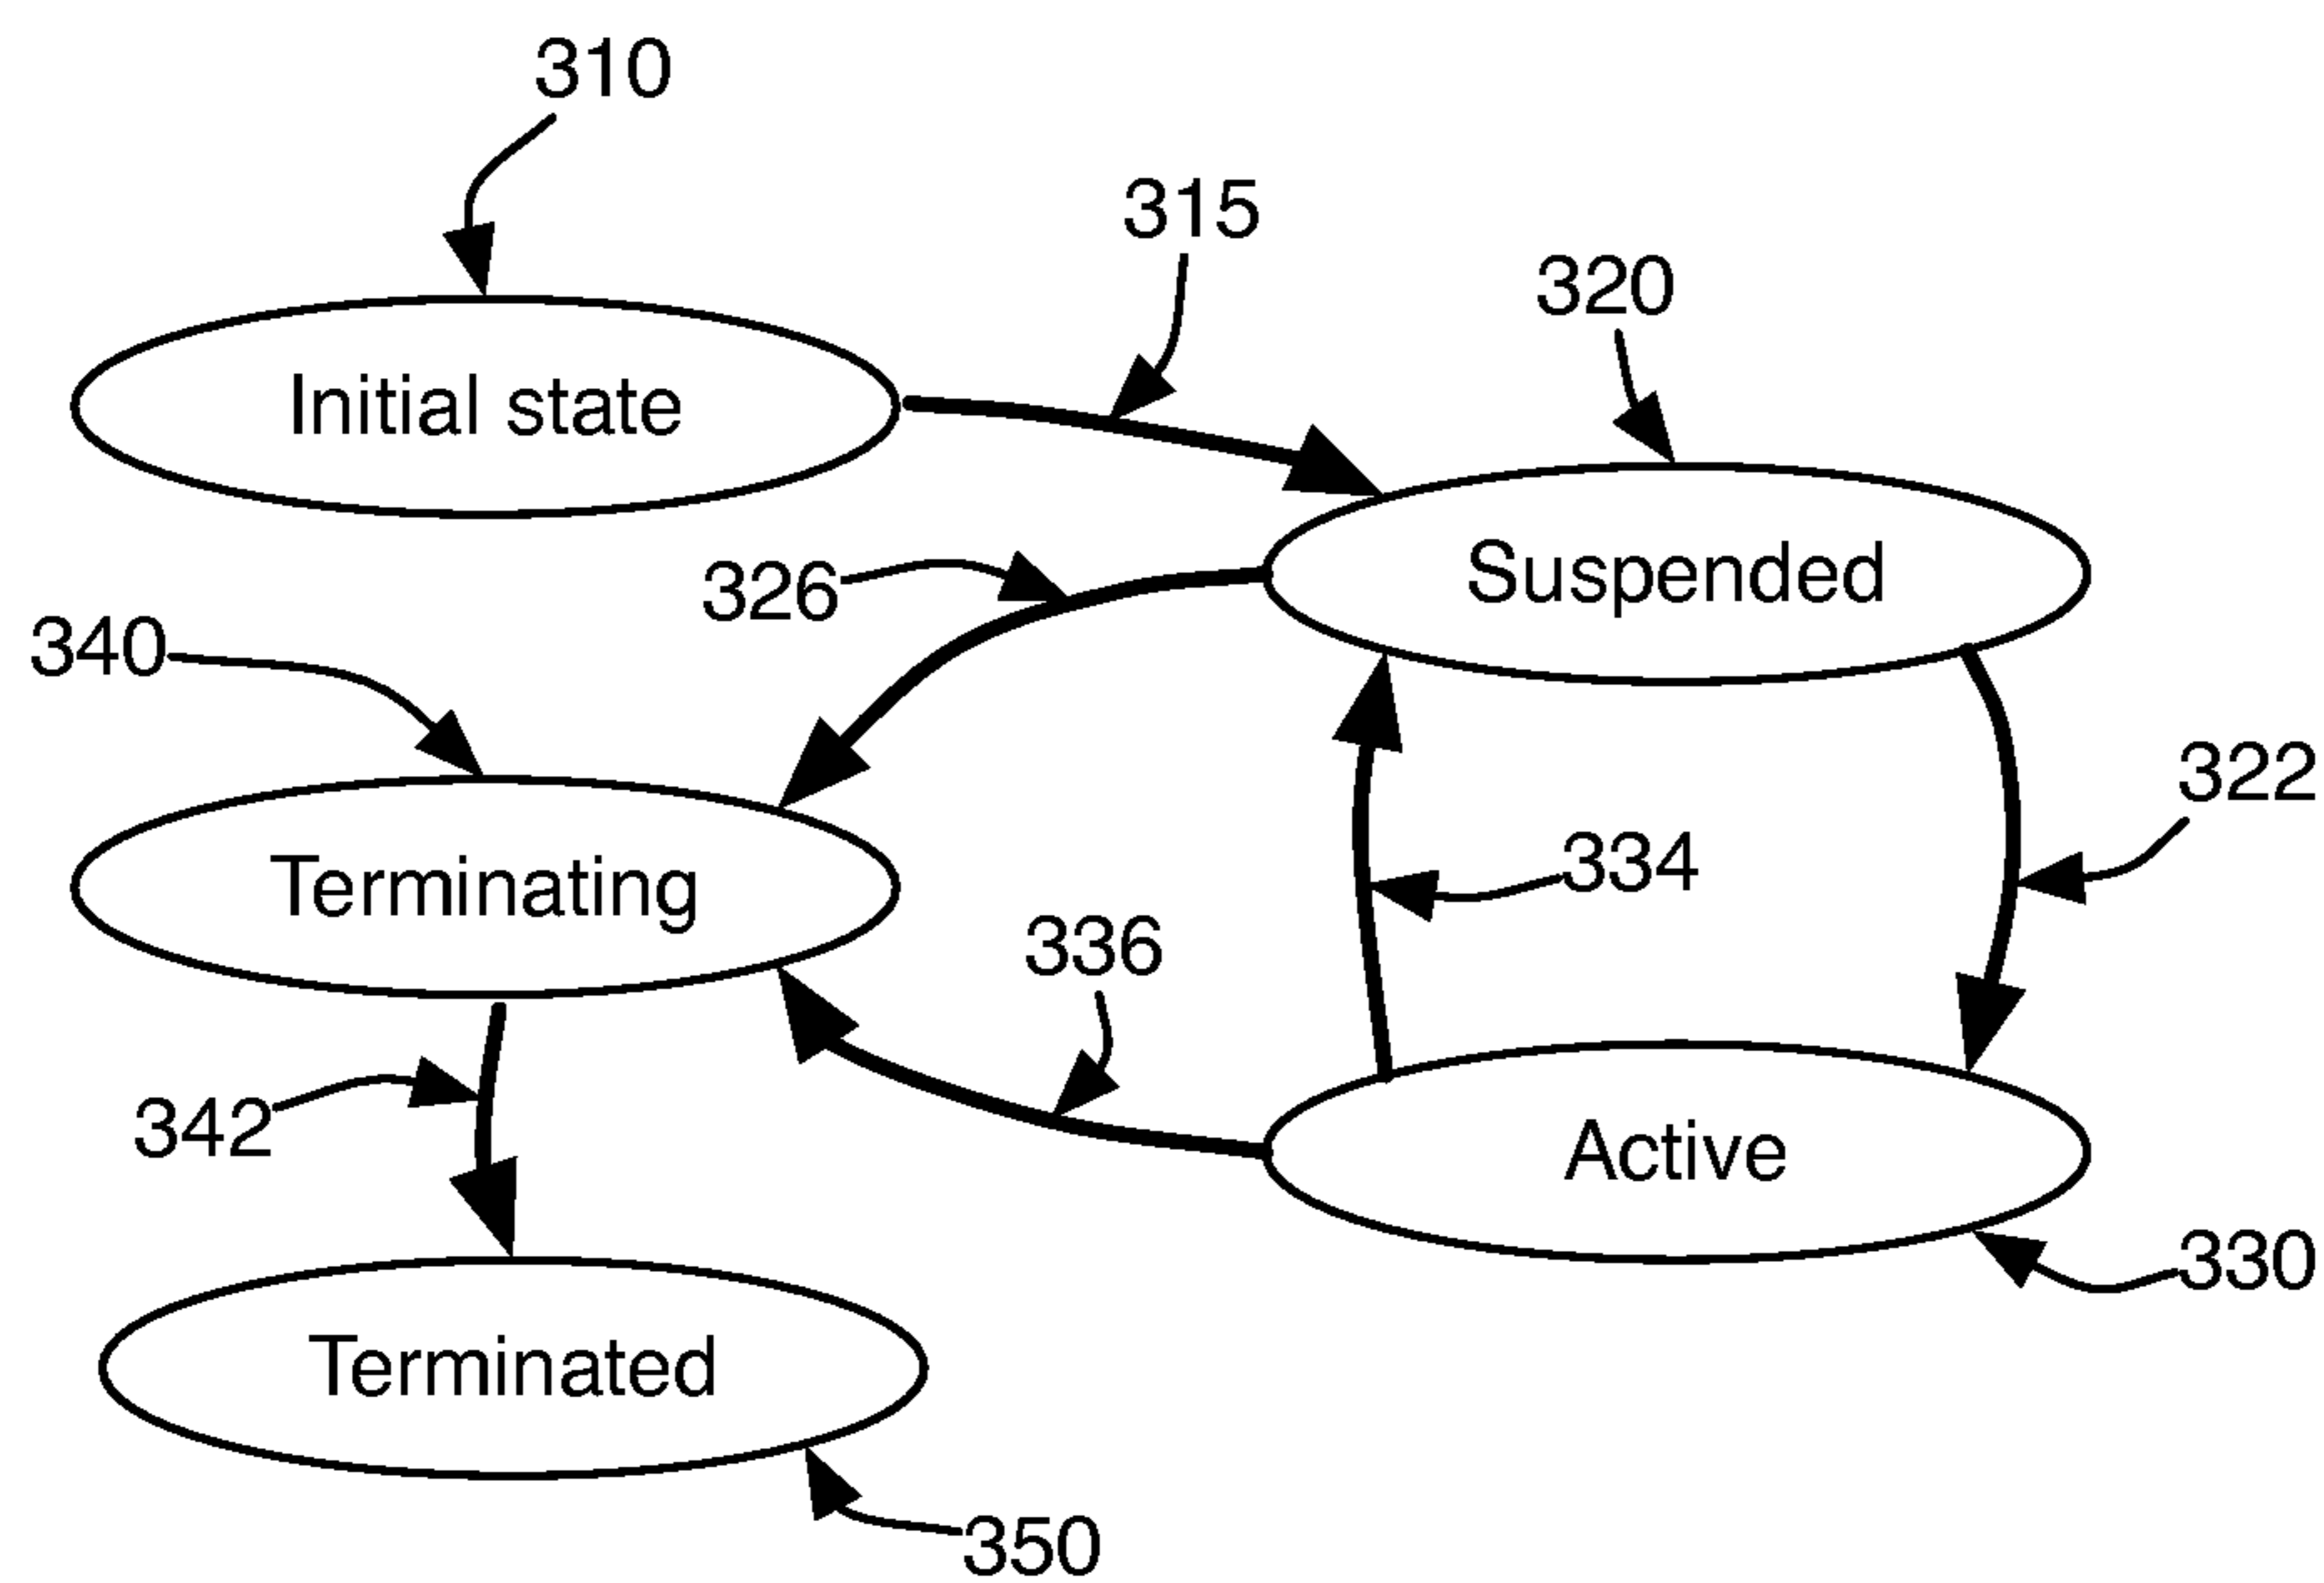 310
315
320
Initial state
Suspended
326
340
322
334
Terminating
336
342
Active
330
Terminated
350